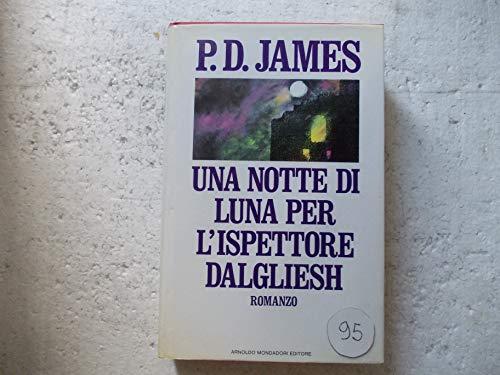 P.D. JAMES
UNA NOTTE DI
LUNA PER
L'ISPETTORE
DALGLIESH
ROMANZO
95
ARNOLDO MONDADORI EDITORE